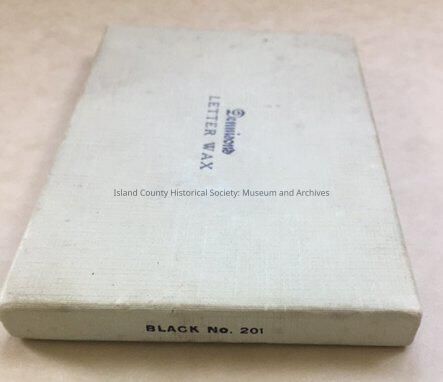 Dennison's
LETTER WAX
Island County Historical Society: Museum and Archives
BLACK No. 201